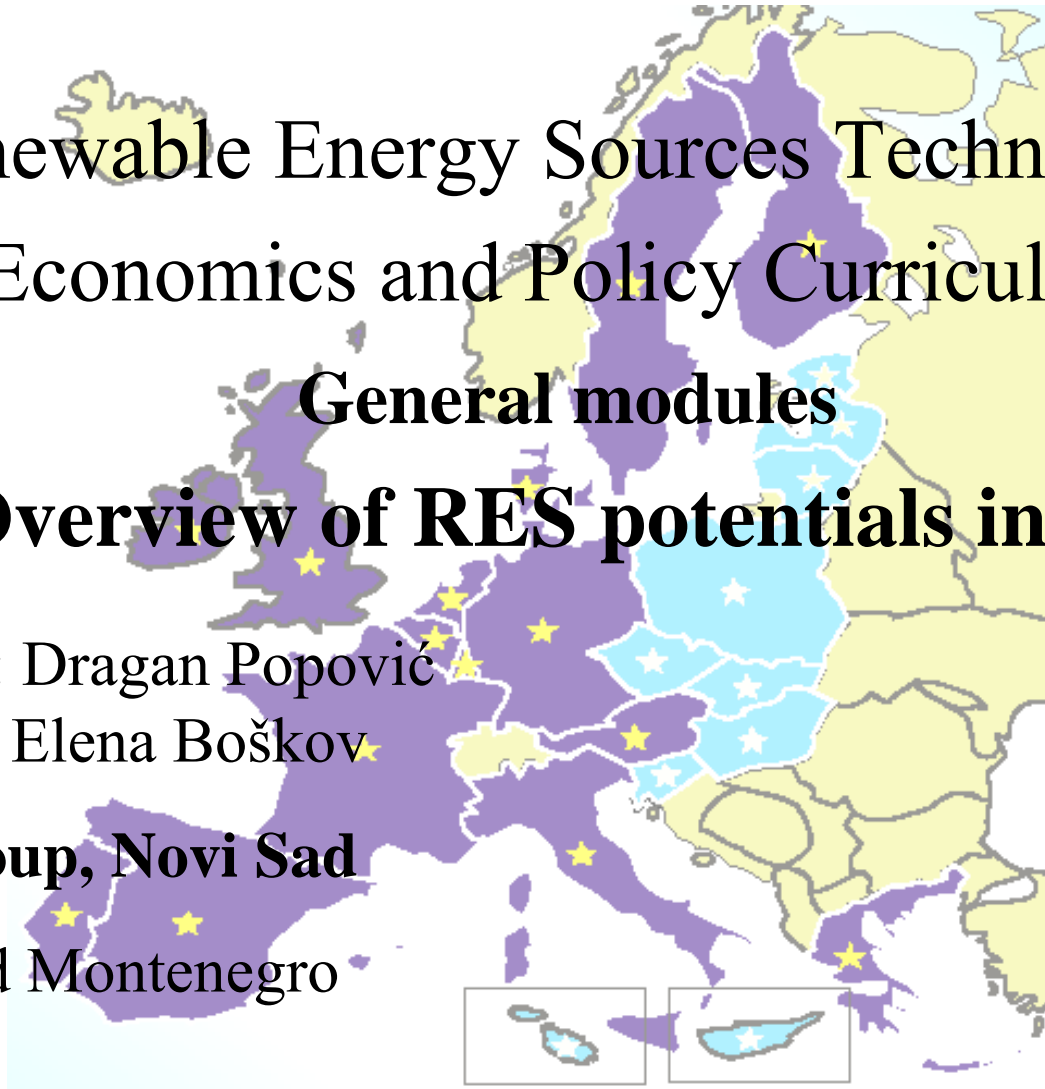 newable Energy Sources Techn
Economics and Policy Curricul
General modules
Overview of RES potentials in
: Dragan Popović
Elena Boškov
oup, Novi Sad
d Montenegro